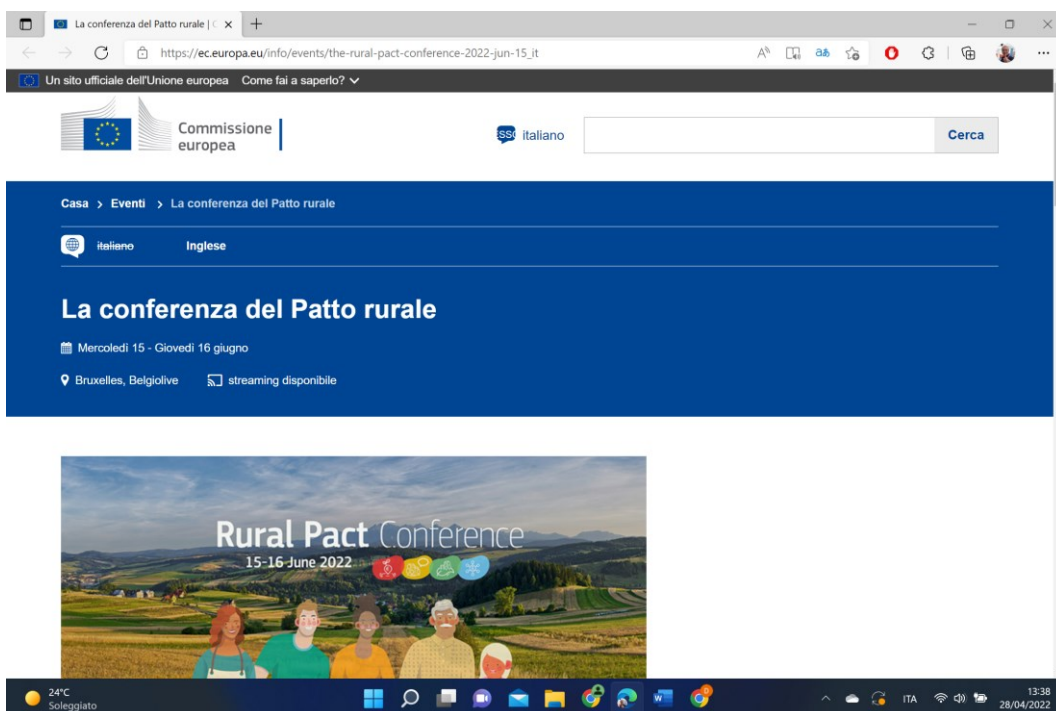 La conferenza del Patto rurale | C
https://ec.europa.eu/info/events/the-rural-pact-conference-2022-jun-15_it
Un sito ufficiale dell'Unione europea Come fai a saperlo?
Commissione
europea
italiano
Cerca
Casa > Eventi > La conferenza del Patto rurale
italiano Inglese
La conferenza del Patto rurale
Mercoledì 15 - Giovedì 16 giugno
Bruxelles, Belgiolive streaming disponibile
Rural Pact Conference
15-16 June 2022
24°C
Soleggiato
ITA
13:38
28/04/2022